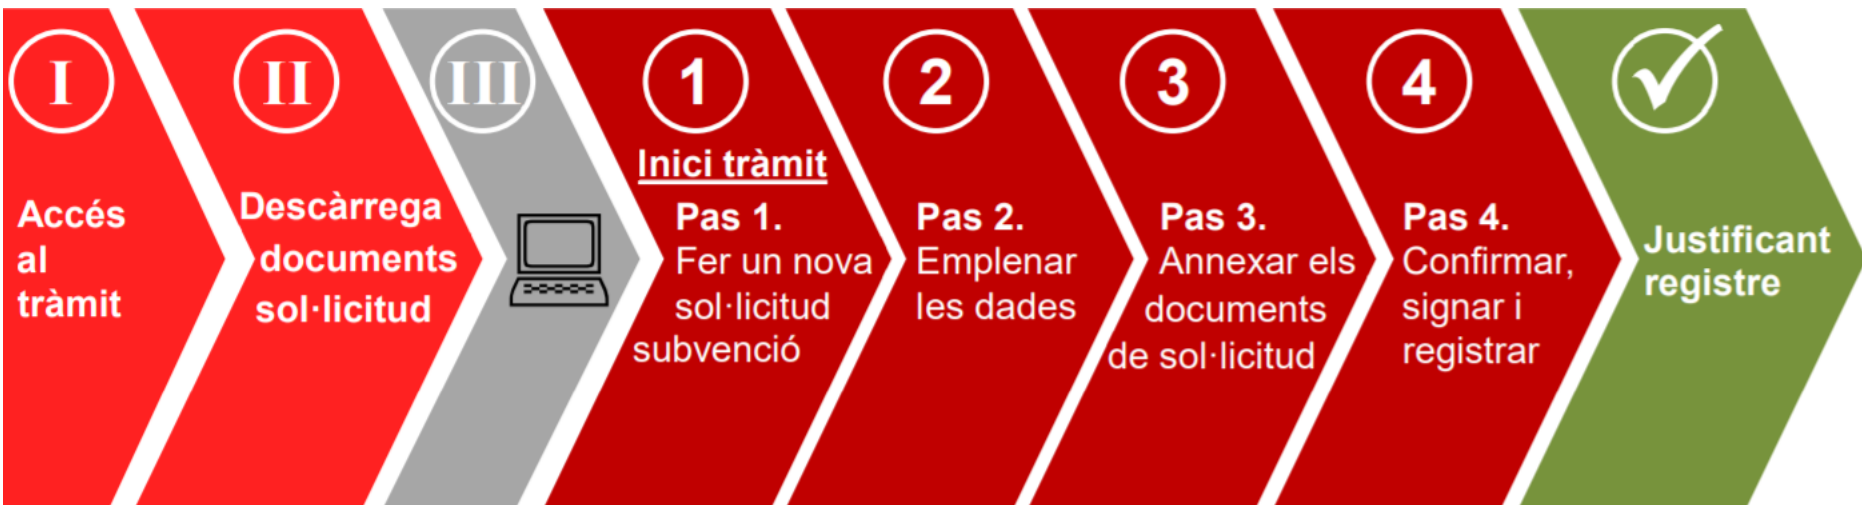 I
Accés
al
tràmit
II
Descàrrega
documents
sol·licitud
III
1
Inici tràmit
Pas 1.
Fer un nova
sol·licitud
subvenció
2
Pas 2.
Emplenar
les dades
3
Pas 3.
Annexar els
documents
de sol·licitud
4
Pas 4.
Confirmar,
signar i
registrar
Justificant
registre